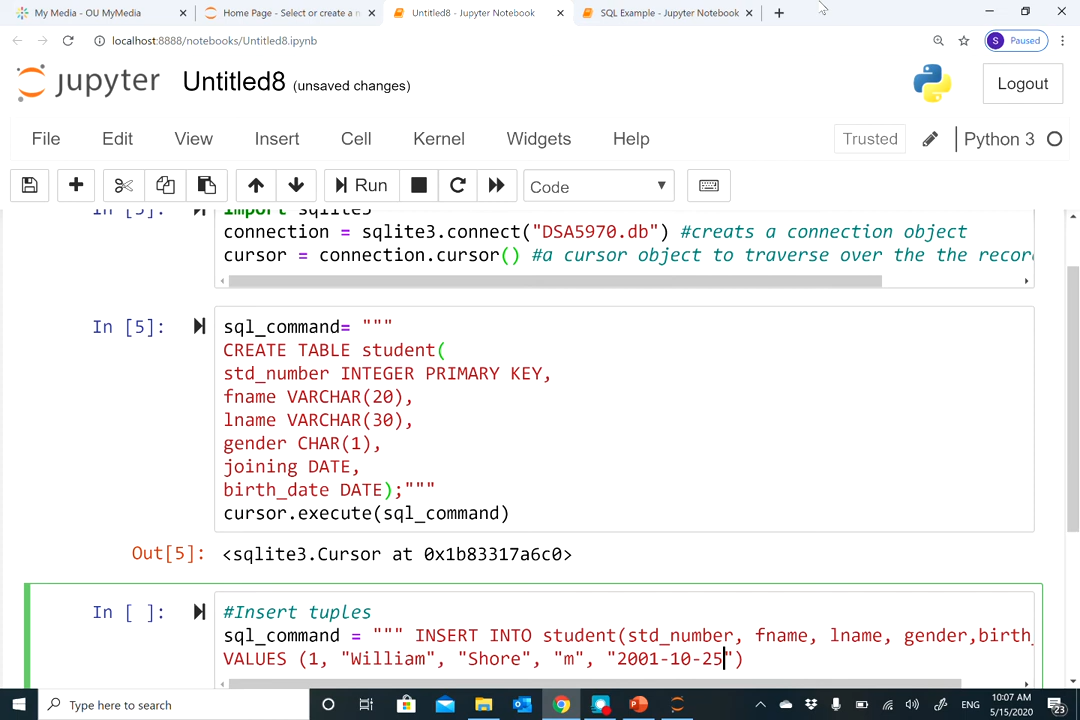 My Media - OU MyMedia
Home Page - Select or create a n
Untitled8 - Jupyter Notebook
SQL Example - Jupyter Notebook
localhost:8888/notebooks/Untitled8.ipynb
S Paused
jupyter Untitled8 (unsaved changes)
Logout
File Edit View Insert Cell Kernel Widgets Help
Trusted Python 3
Run Code
In [3]: import sqlite3
connection = sqlite3.connect("DSA5970.db") #creats a connection object
cursor = connection.cursor() #a cursor object to traverse over the the recor
In [5]: sql_command= """
CREATE TABLE student(
std_number INTEGER PRIMARY KEY,
fname VARCHAR(20),
lname VARCHAR(30),
gender CHAR(1),
joining DATE,
birth_date DATE);"""
cursor.execute(sql_command)
Out[5]: <sqlite3.Cursor at 0x1b83317a6c0>
In [ ]: #Insert tuples
sql_command = """ INSERT INTO student(std_number, fname, lname, gender,birth_
VALUES (1, "William", "Shore", "m", "2001-10-25")
Type here to search
ENG
10:07 AM
5/15/2020
23